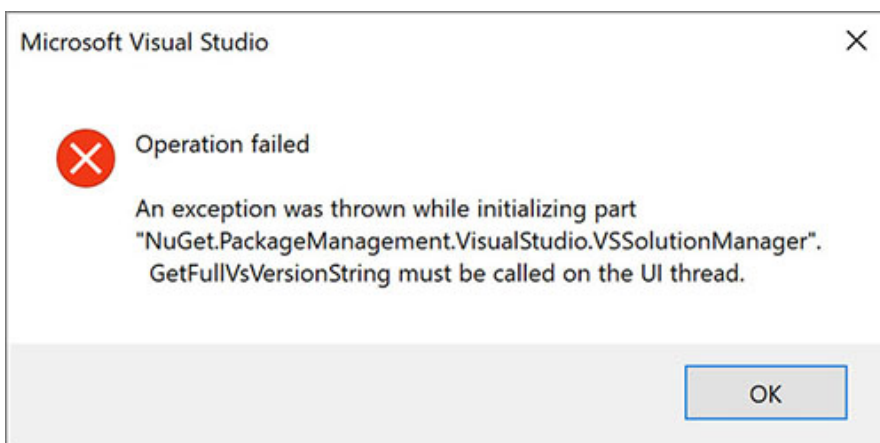 Microsoft Visual Studio
Operation failed
An exception was thrown while initializing part
"NuGet.PackageManagement.VisualStudio.VSSolutionManager".
GetFullVsVersionString must be called on the UI thread.
OK